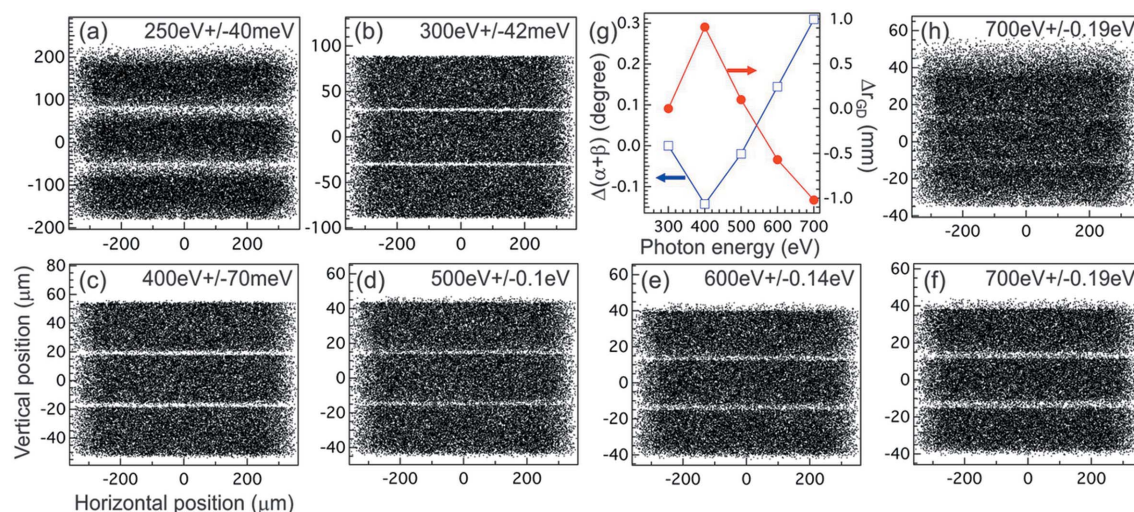 (a) 250eV+/-40meV
200
100
0
-100
-200
-200 0 200
(b) 300eV+/-42meV
100
50
0
-50
-100
-200 0 200
(g)
0.3
0.2
0.1
0.0
-0.1
Δ(α+β) (degree)
1.0
0.5
0.0
-0.5
-1.0
Δr_GD (mm)
300 400 500 600 700
Photon energy (eV)
(h) 700eV+/-0.19eV
60
40
20
0
-20
-40
-200 0 200
Vertical position (μm)
(c) 400eV+/-70meV
80
60
40
20
0
-20
-40
-200 0 200
Horizontal position (μm)
(d) 500eV+/-0.1eV
60
40
20
0
-20
-40
-200 0 200
(e) 600eV+/-0.14eV
60
40
20
0
-20
-40
-200 0 200
(f) 700eV+/-0.19eV
60
40
20
0
-20
-40
-200 0 200